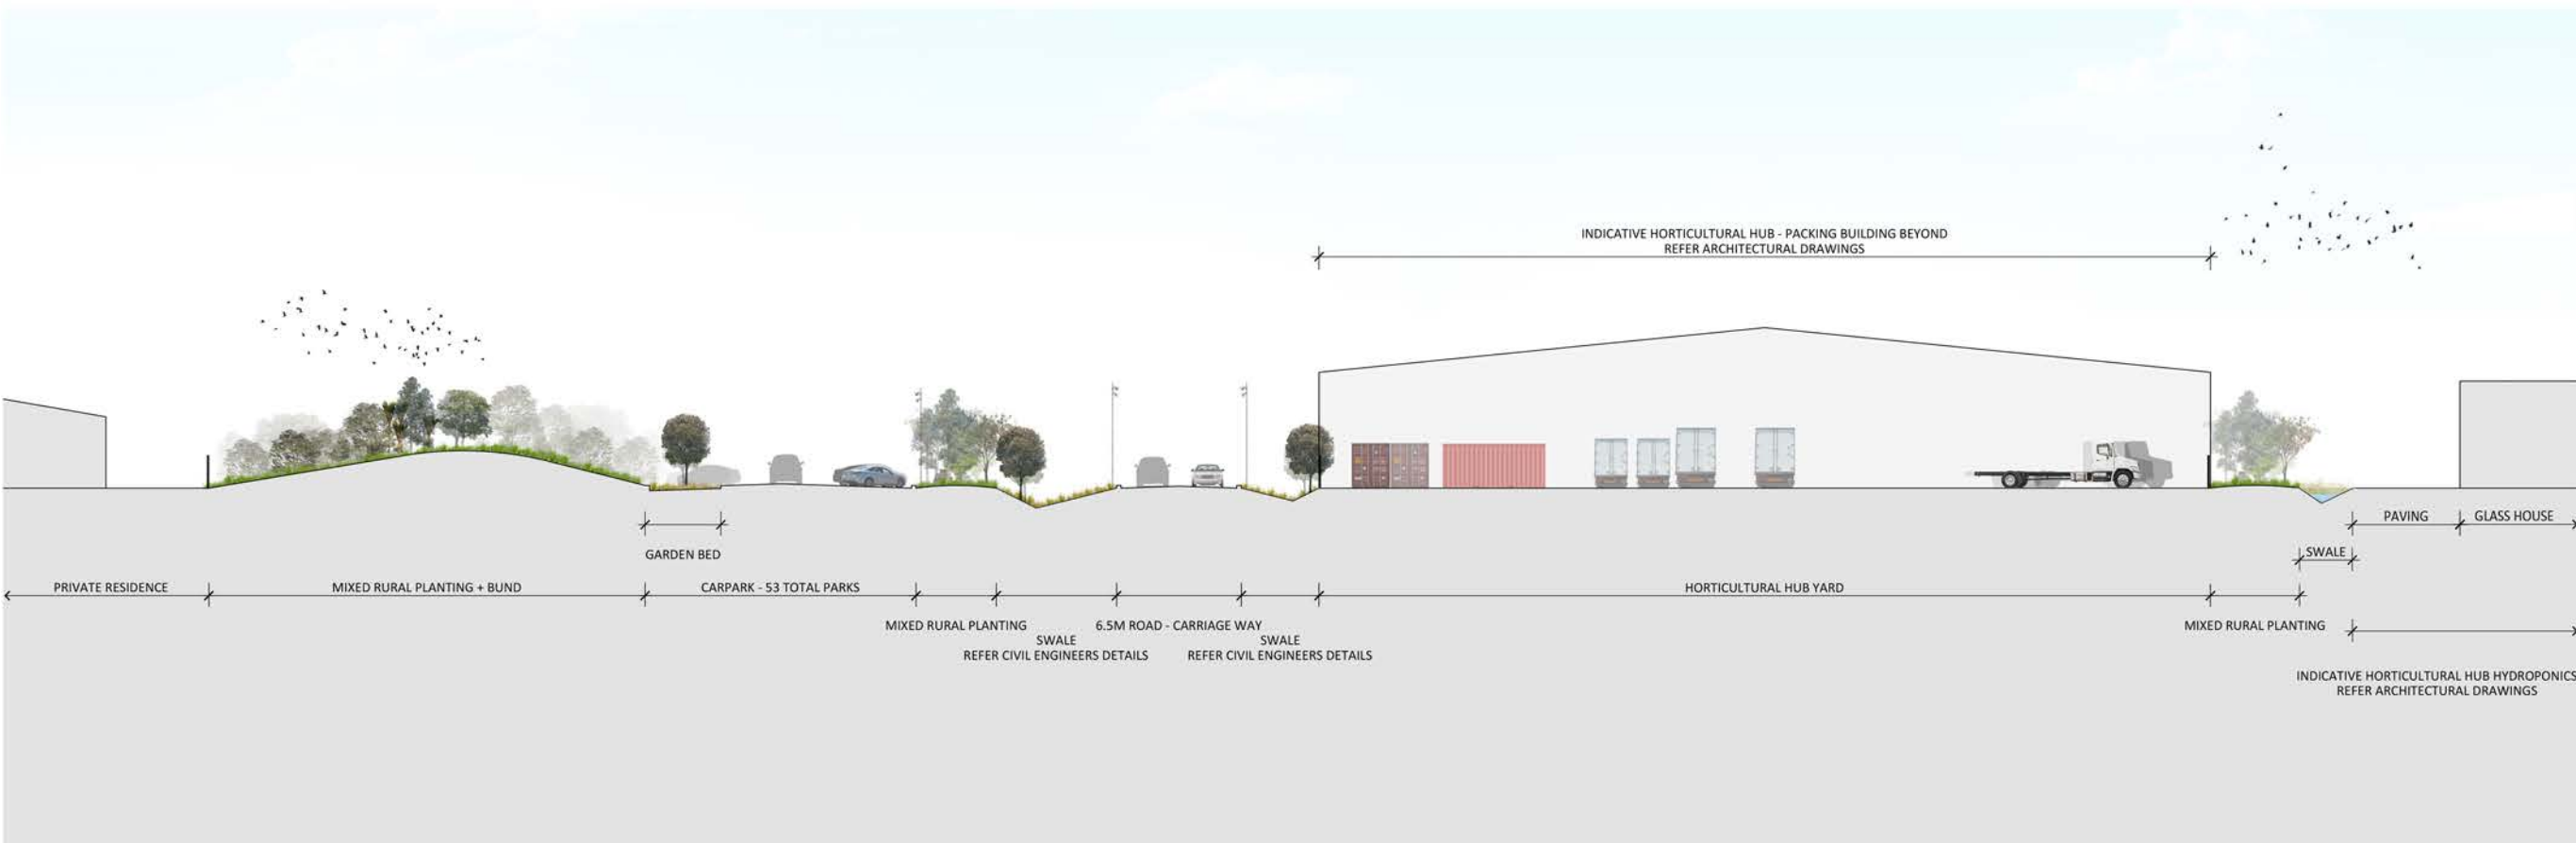 INDICATIVE HORTICULTURAL HUB - PACKING BUILDING BEYOND
REFER ARCHITECTURAL DRAWINGS
PAVING
GLASS HOUSE
GARDEN BED
SWALE
PRIVATE RESIDENCE
MIXED RURAL PLANTING + BUND
CARPARK - 53 TOTAL PARKS
HORTICULTURAL HUB YARD
MIXED RURAL PLANTING
6.5M ROAD - CARRIAGE WAY
MIXED RURAL PLANTING
SWALE
REFER CIVIL ENGINEERS DETAILS
SWALE
REFER CIVIL ENGINEERS DETAILS
INDICATIVE HORTICULTURAL HUB HYDROPONICS
REFER ARCHITECTURAL DRAWINGS